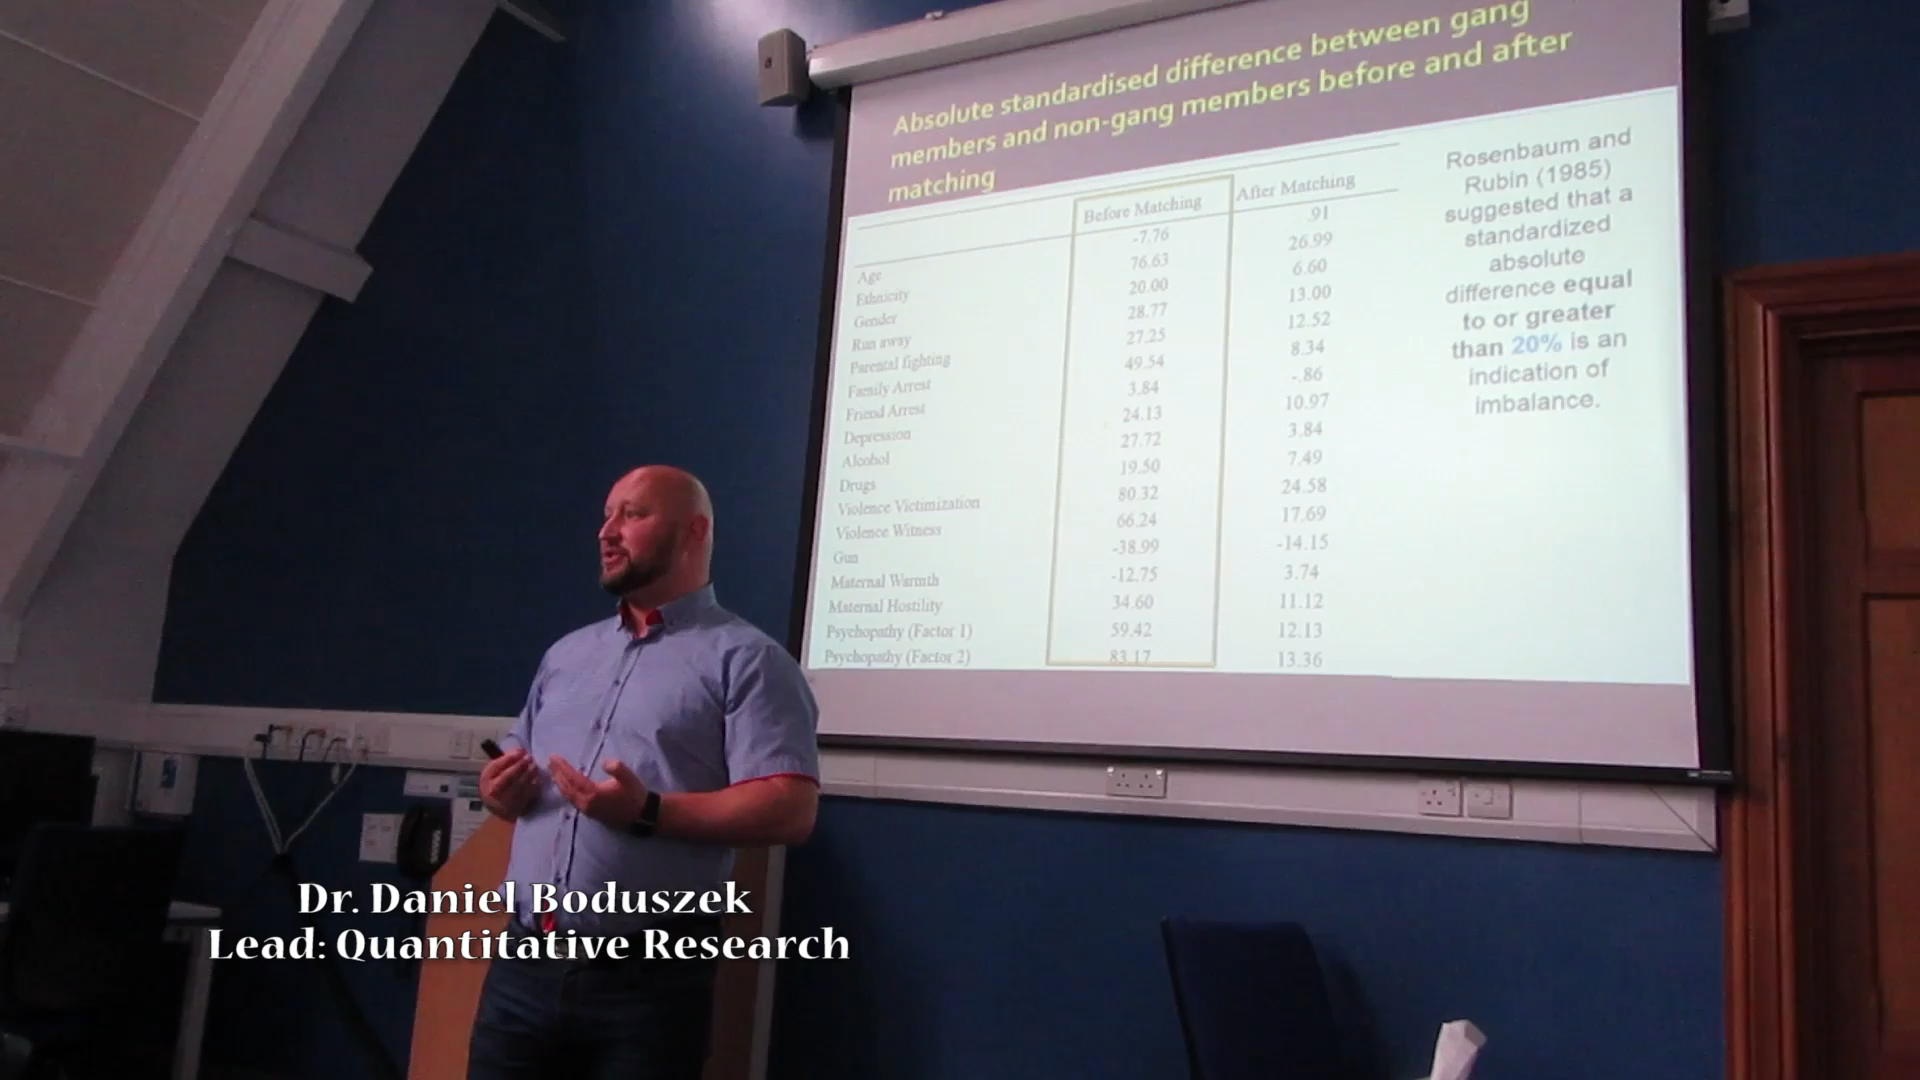 Absolute standardised difference between gang
members and non-gang members before and after
matching
Before Matching After Matching
Age -7.76 .91
Ethnicity 76.63 26.99
Gender 20.00 6.60
Run away 28.77 13.00
Parental fighting 27.25 12.52
Family Arrest 49.54 8.34
Friend Arrest 3.84 -.86
Depression 24.13 10.97
Alcohol 27.72 3.84
Drugs 19.50 7.49
Violence Victimization 80.32 24.58
Violence Witness 66.24 17.69
Gun -38.99 -14.15
Maternal Warmth -12.75 3.74
Maternal Hostility 34.60 11.12
Psychopathy (Factor 1) 59.42 12.13
Psychopathy (Factor 2) 83.17 13.36
Rosenbaum and
Rubin (1985)
suggested that a
standardized
absolute
difference equal
to or greater
than 20% is an
indication of
imbalance.
Dr. Daniel Boduszek
Lead: Quantitative Research